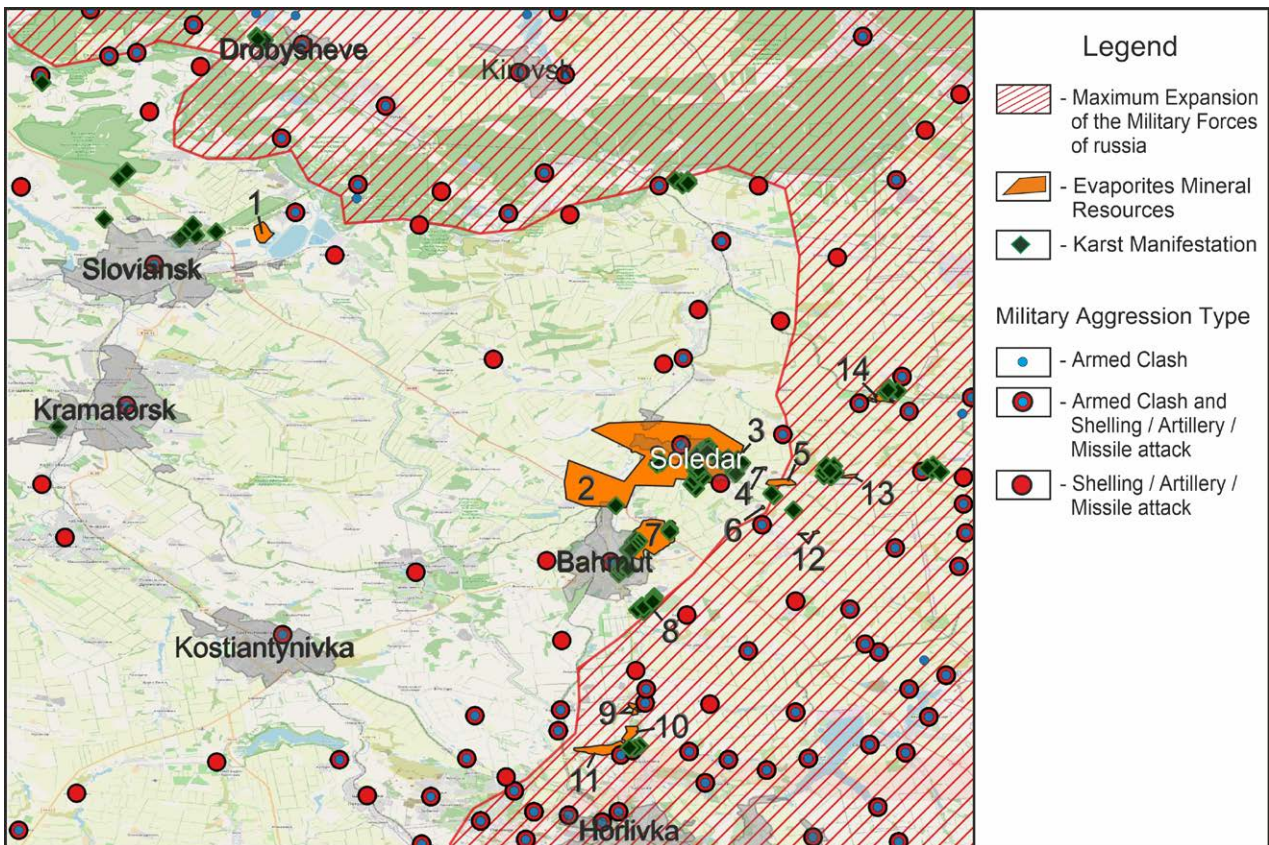 Drobysheve
Kirovsk
1
Sloviansk
14
Kramatorsk
3
Soledar
5
4
2
13
6
7
12
Bahmut
8
Kostiantynivka
9
10
11
Horlivka
Legend
- Maximum Expansion
of the Military Forces
of russia
- Evaporites Mineral
Resources
- Karst Manifestation
Military Aggression Type
- Armed Clash
- Armed Clash and
Shelling / Artillery /
Missile attack
- Shelling / Artillery /
Missile attack